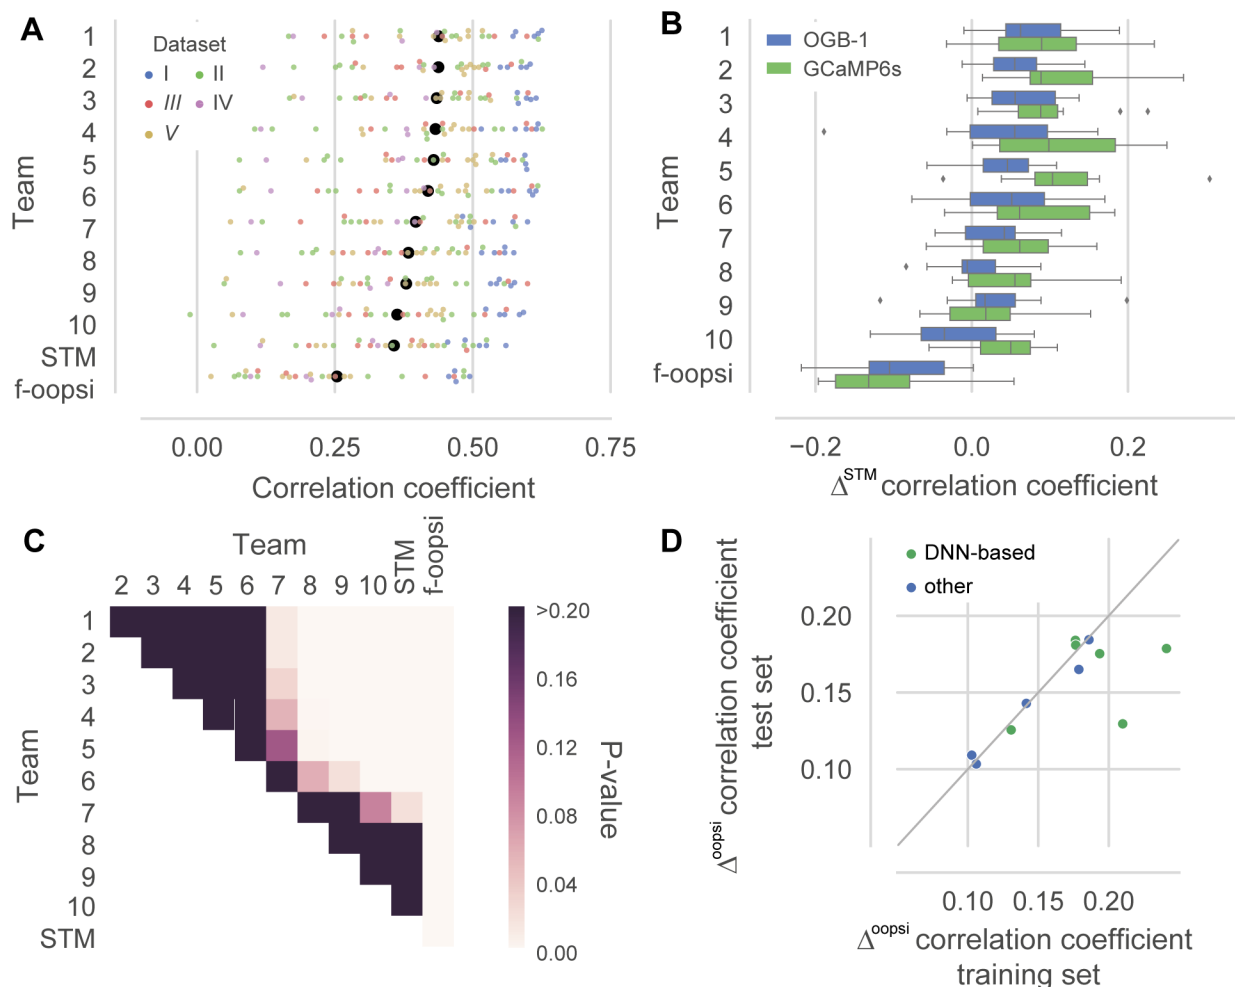 A
Dataset
I
II
III
IV
V
Team
1
2
3
4
5
6
7
8
9
10
STM
f-oopsi
0.00
0.25
0.50
0.75
Correlation coefficient
B
OGB-1
GCaMP6s
Team
1
2
3
4
5
6
7
8
9
10
f-oopsi
−0.2
0.0
0.2
Δ^STM correlation coefficient
C
Team
2 3 4 5 6 7 8 9 10 STM f-oopsi
Team
1
2
3
4
5
6
7
8
9
10
STM
>0.20
0.16
0.12
0.08
0.04
0.00
P-value
D
DNN-based
other
Δ^oopsi correlation coefficient
test set
0.20
0.15
0.10
0.10 0.15 0.20
Δ^oopsi correlation coefficient
training set